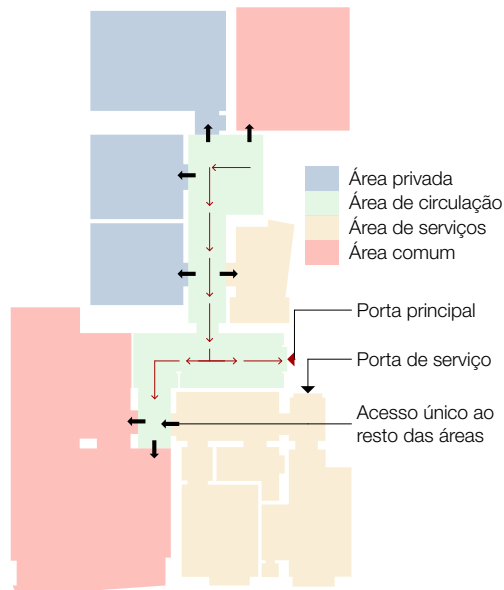 Área privada
Área de circulação
Área de serviços
Área comum
Porta principal
Porta de serviço
Acesso único ao
resto das áreas